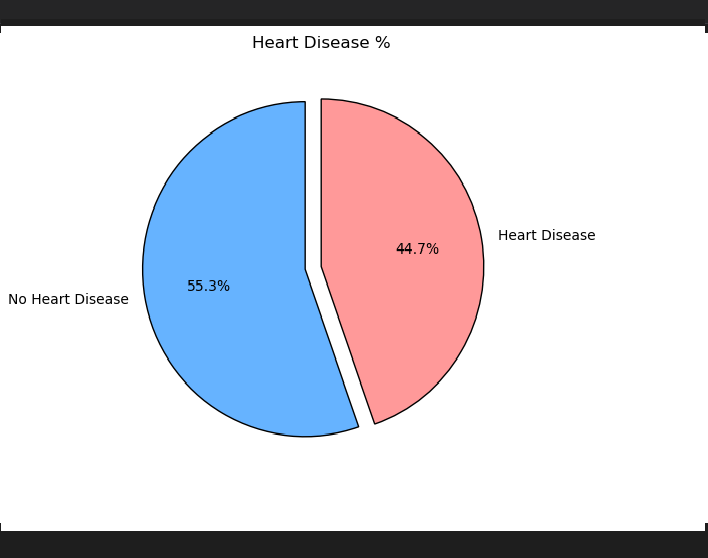 Heart Disease %
Heart Disease
44.7%
55.3%
No Heart Disease